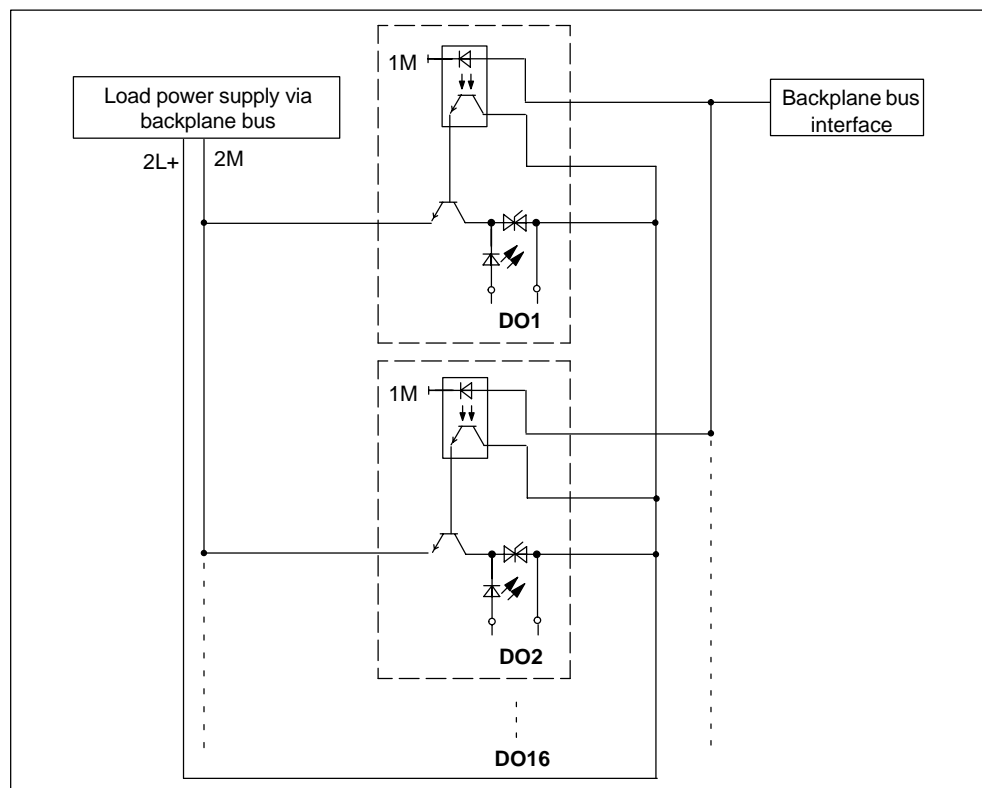 1M
Load power supply via
backplane bus
Backplane bus
interface
2L+
2M
DO1
1M
DO2
DO16